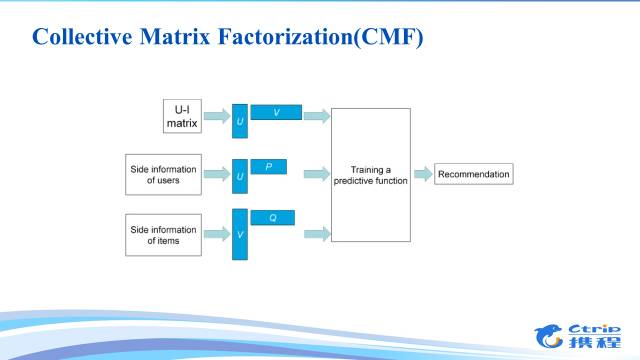 Collective Matrix Factorization(CMF)
U-I
matrix
U
V
Side information
of users
U
P
Side information
of items
V
Q
Training a
predictive function
Recommendation
Ctrip
携程